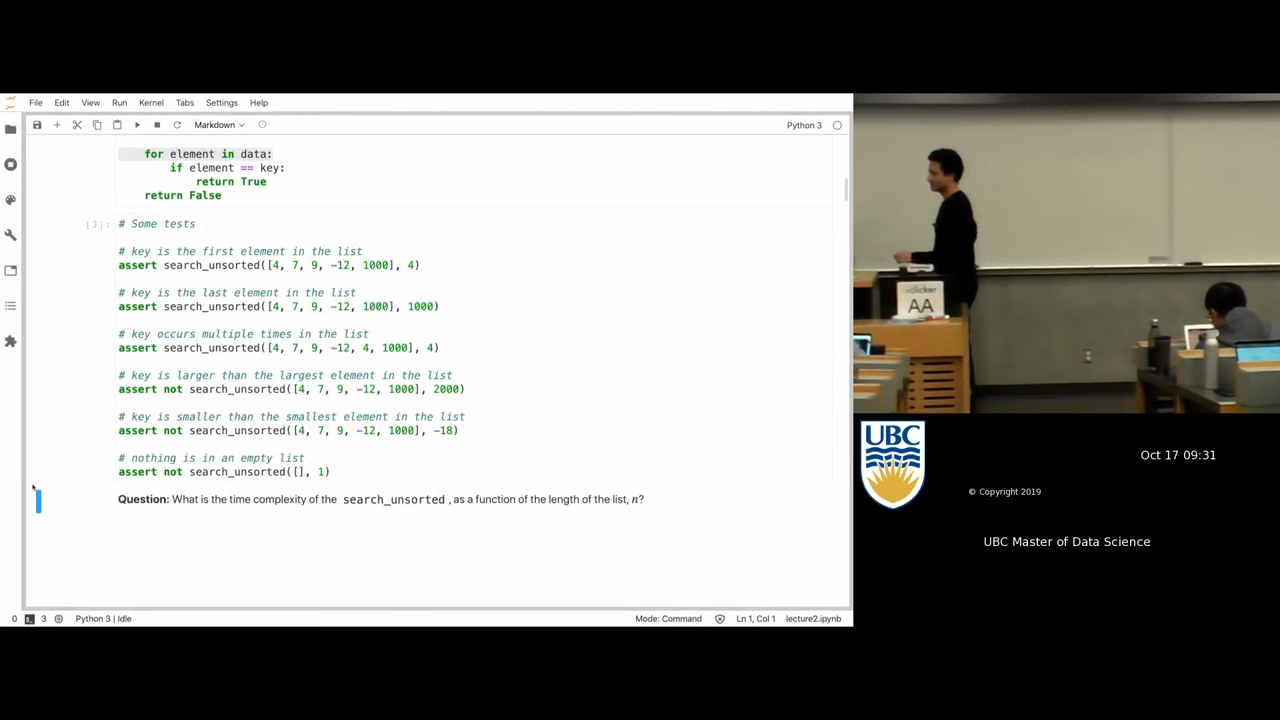 File Edit View Run Kernel Tabs Settings Help
Markdown
Python 3
for element in data:
if element == key:
return True
return False
[3]:
# Some tests
# key is the first element in the list
assert search_unsorted([4, 7, 9, -12, 1000], 4)
# key is the last element in the list
assert search_unsorted([4, 7, 9, -12, 1000], 1000)
# key occurs multiple times in the list
assert search_unsorted([4, 7, 9, -12, 4, 1000], 4)
# key is larger than the largest element in the list
assert not search_unsorted([4, 7, 9, -12, 1000], 2000)
# key is smaller than the smallest element in the list
assert not search_unsorted([4, 7, 9, -12, 1000], -18)
# nothing is in an empty list
assert not search_unsorted([], 1)
Question: What is the time complexity of the search_unsorted , as a function of the length of the list, n?
0 3 Python 3 | Idle
Mode: Command Ln 1, Col 1 lecture2.ipynb
AA
UBC
Oct 17 09:31
© Copyright 2019
UBC Master of Data Science